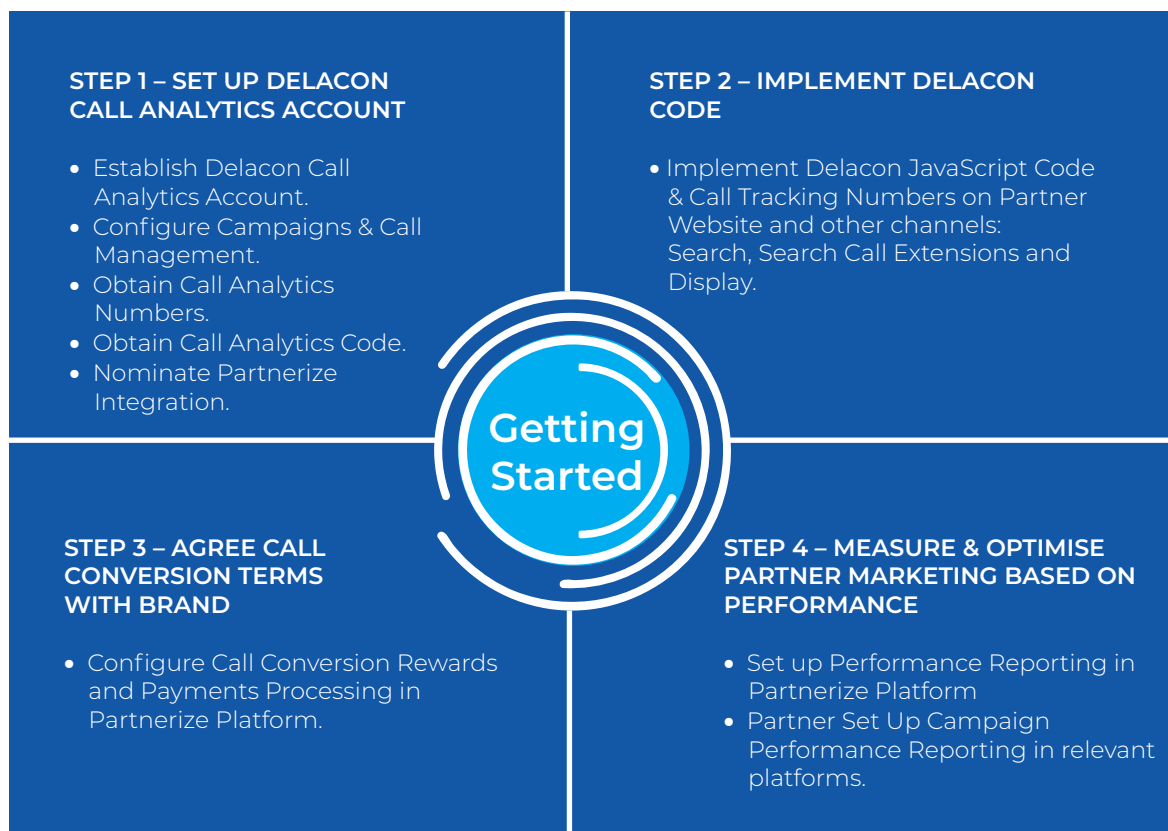 STEP 1 – SET UP DELACON
CALL ANALYTICS ACCOUNT
• Establish Delacon Call
Analytics Account.
• Configure Campaigns & Call
Management.
• Obtain Call Analytics
Numbers.
• Obtain Call Analytics Code.
• Nominate Partnerize
Integration.
STEP 2 – IMPLEMENT DELACON
CODE
• Implement Delacon JavaScript Code
& Call Tracking Numbers on Partner
Website and other channels:
Search, Search Call Extensions and
Display.
Getting
Started
STEP 3 – AGREE CALL
CONVERSION TERMS
WITH BRAND
• Configure Call Conversion Rewards
and Payments Processing in
Partnerize Platform.
STEP 4 – MEASURE & OPTIMISE
PARTNER MARKETING BASED ON
PERFORMANCE
• Set up Performance Reporting in
Partnerize Platform
• Partner Set Up Campaign
Performance Reporting in relevant
platforms.